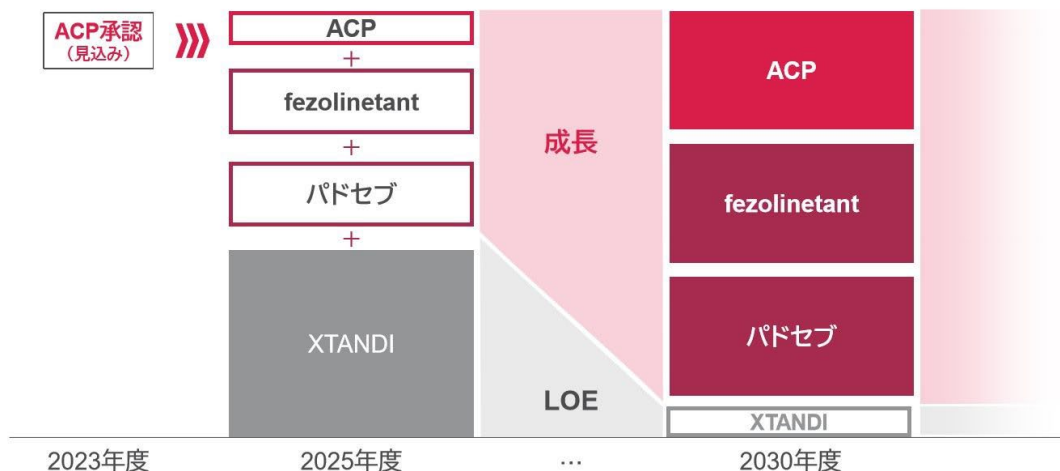 ACP承認
（見込み）
ACP
+
fezolinetant
+
パドセブ
+
XTANDI
成長
LOE
ACP
fezolinetant
パドセブ
XTANDI
2023年度
2025年度
…
2030年度